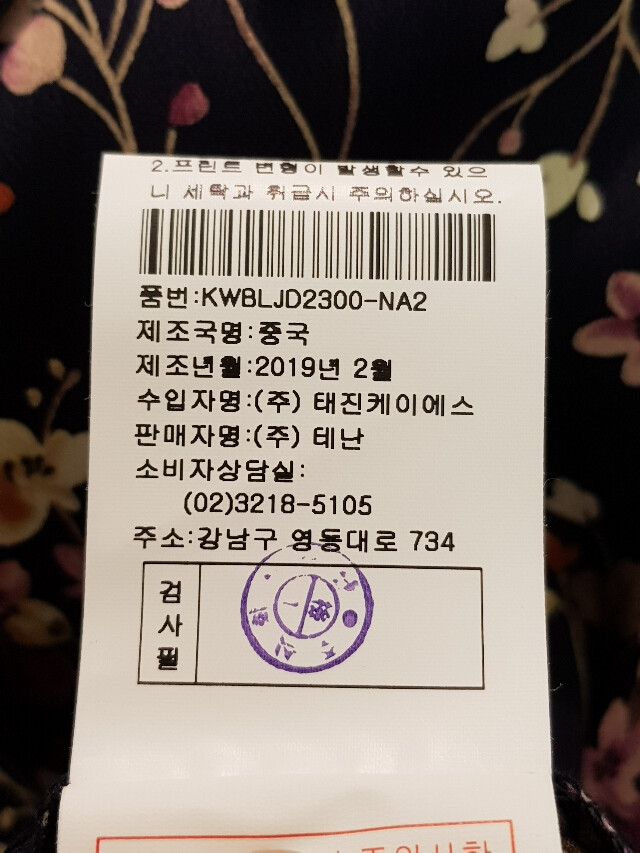 2.프린트 변형이 발생할수 있으
니 세탁과 취급시 주의하십시오.
품번:KWBLJD2300-NA2
제조국명:중국
제조년월:2019년 2월
수입자명:(주) 태진케이에스
판매자명:(주) 테난
소비자상담실:
(02)3218-5105
주소:강남구 영동대로 734
검
사
필